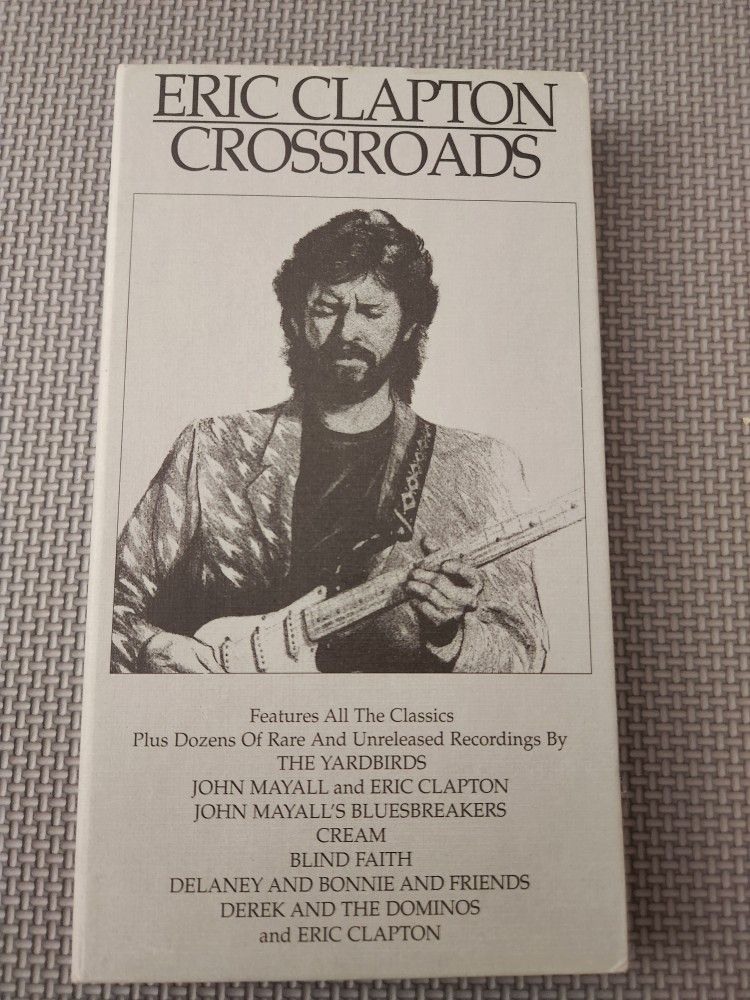 ERIC CLAPTON
CROSSROADS
Features All The Classics
Plus Dozens Of Rare And Unreleased Recordings By
THE YARDBIRDS
JOHN MAYALL and ERIC CLAPTON
JOHN MAYALL'S BLUESBREAKERS
CREAM
BLIND FAITH
DELANEY AND BONNIE AND FRIENDS
DEREK AND THE DOMINOS
and ERIC CLAPTON